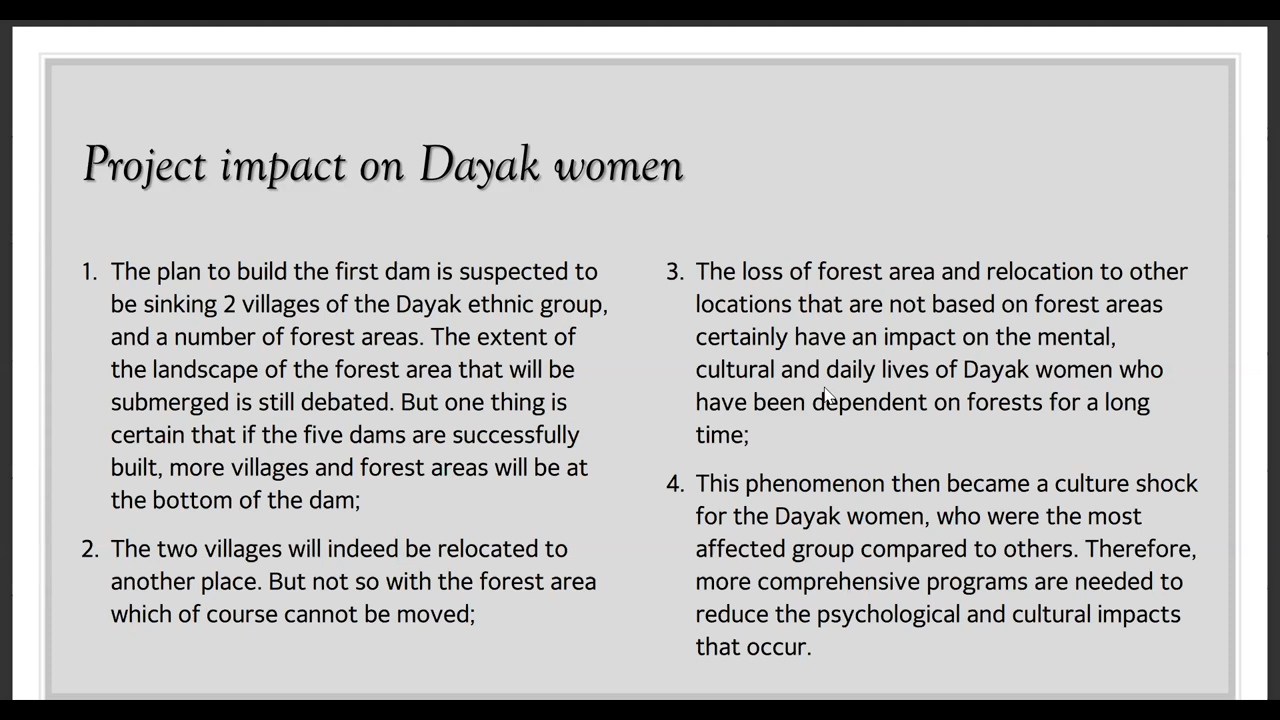 Project impact on Dayak women
1. The plan to build the first dam is suspected to
be sinking 2 villages of the Dayak ethnic group,
and a number of forest areas. The extent of
the landscape of the forest area that will be
submerged is still debated. But one thing is
certain that if the five dams are successfully
built, more villages and forest areas will be at
the bottom of the dam;
2. The two villages will indeed be relocated to
another place. But not so with the forest area
which of course cannot be moved;
3. The loss of forest area and relocation to other
locations that are not based on forest areas
certainly have an impact on the mental,
cultural and daily lives of Dayak women who
have been dependent on forests for a long
time;
4. This phenomenon then became a culture shock
for the Dayak women, who were the most
affected group compared to others. Therefore,
more comprehensive programs are needed to
reduce the psychological and cultural impacts
that occur.